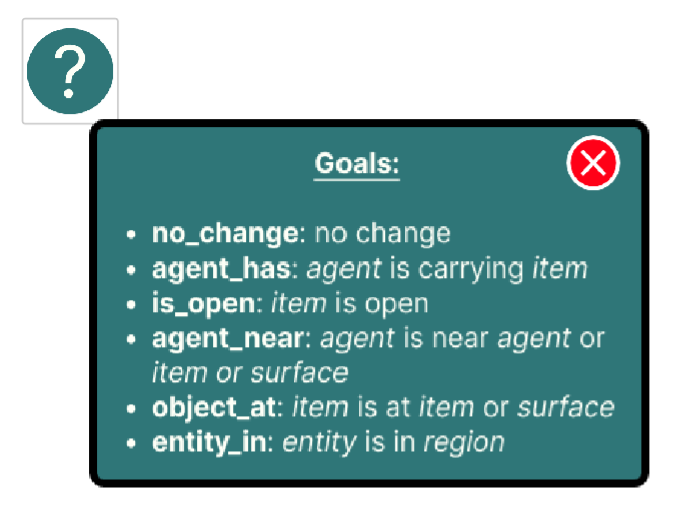 ?
Goals:
• no_change: no change
• agent_has: agent is carrying item
• is_open: item is open
• agent_near: agent is near agent or
item or surface
• object_at: item is at item or surface
• entity_in: entity is in region